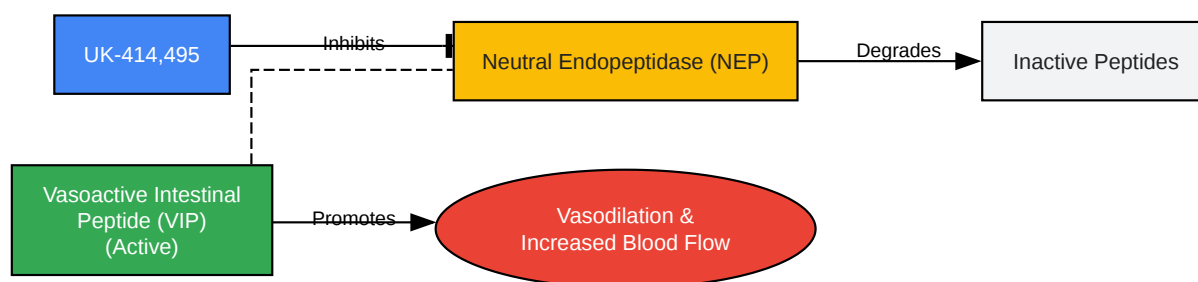 UK-414,495
Inhibits
Neutral Endopeptidase (NEP)
Degrades
Inactive Peptides
Vasoactive Intestinal
Peptide (VIP)
(Active)
Promotes
Vasodilation &
Increased Blood Flow